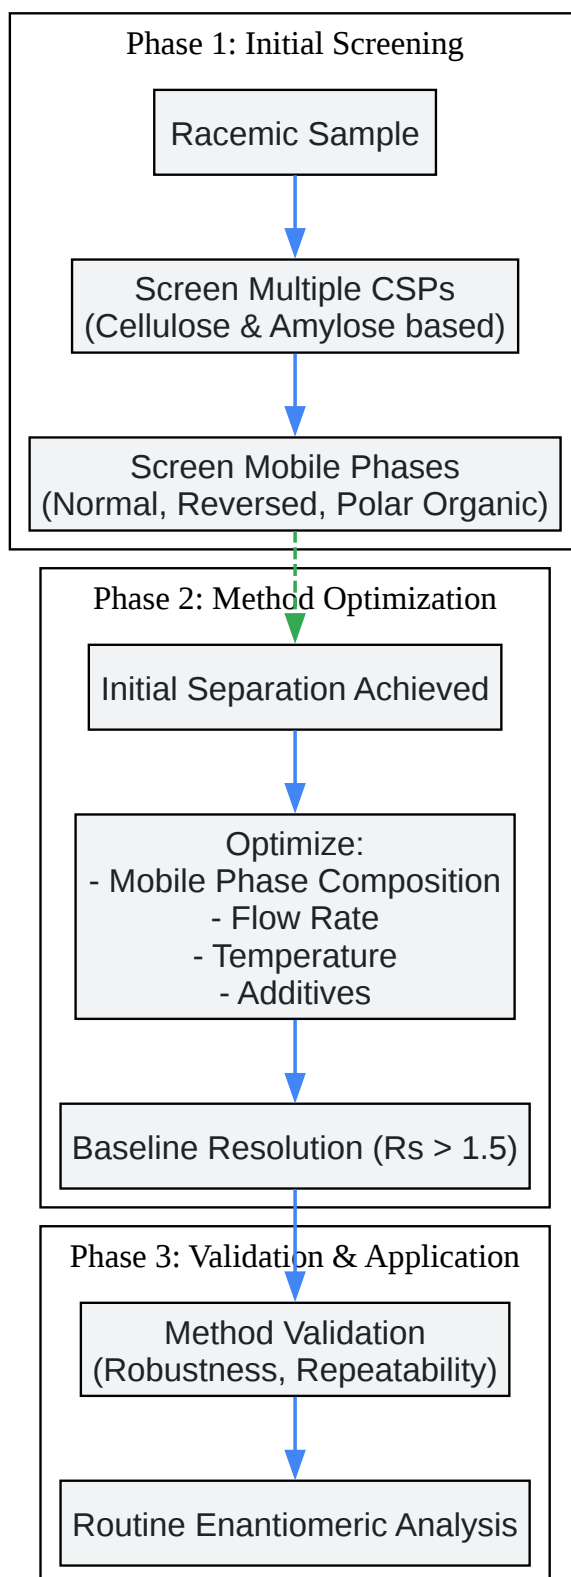 Phase 1: Initial Screening
Racemic Sample
Screen Multiple CSPs
(Cellulose & Amylose based)
Screen Mobile Phases
(Normal, Reversed, Polar Organic)
Phase 2: Method Optimization
Initial Separation Achieved
Optimize:
- Mobile Phase Composition
- Flow Rate
- Temperature
- Additives
Baseline Resolution (Rs > 1.5)
Phase 3: Validation & Application
Method Validation
(Robustness, Repeatability)
Routine Enantiomeric Analysis